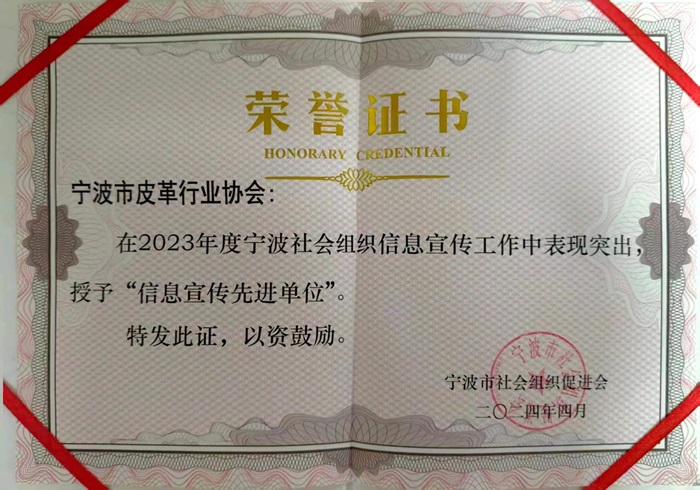 荣誉证书
HONORARY CREDENTIAL
宁波市皮革行业协会：
在2023年度宁波社会组织信息宣传工作中表现突出，
授予“信息宣传先进单位”。
特发此证，以资鼓励。
宁波市社会组织促进会
二〇二四年四月